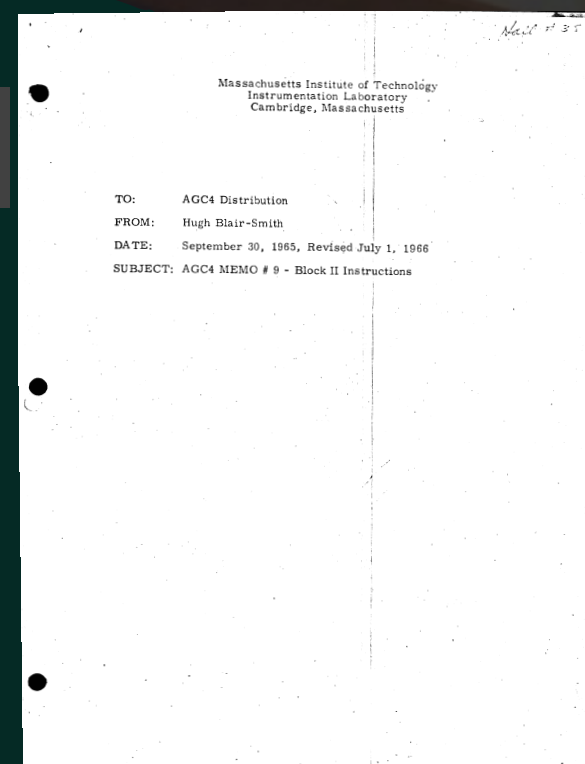 # 35
Massachusetts Institute of Technology
Instrumentation Laboratory
Cambridge, Massachusetts
TO: AGC4 Distribution
FROM: Hugh Blair-Smith
DATE: September 30, 1965, Revised July 1, 1966
SUBJECT: AGC4 MEMO # 9 - Block II Instructions